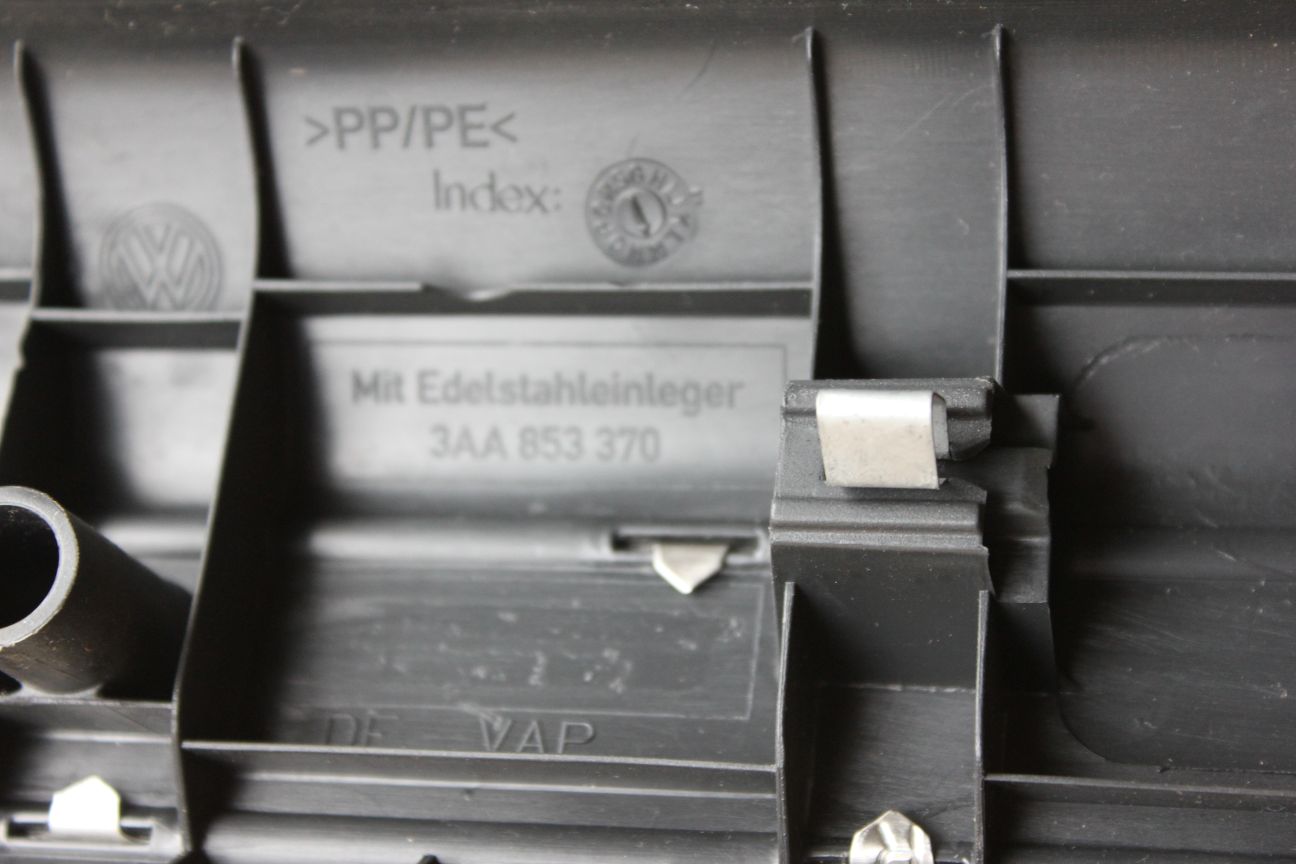 >PP/PE<
Index:
Mit Edelstahleinleger
3AA 853 370
VAP